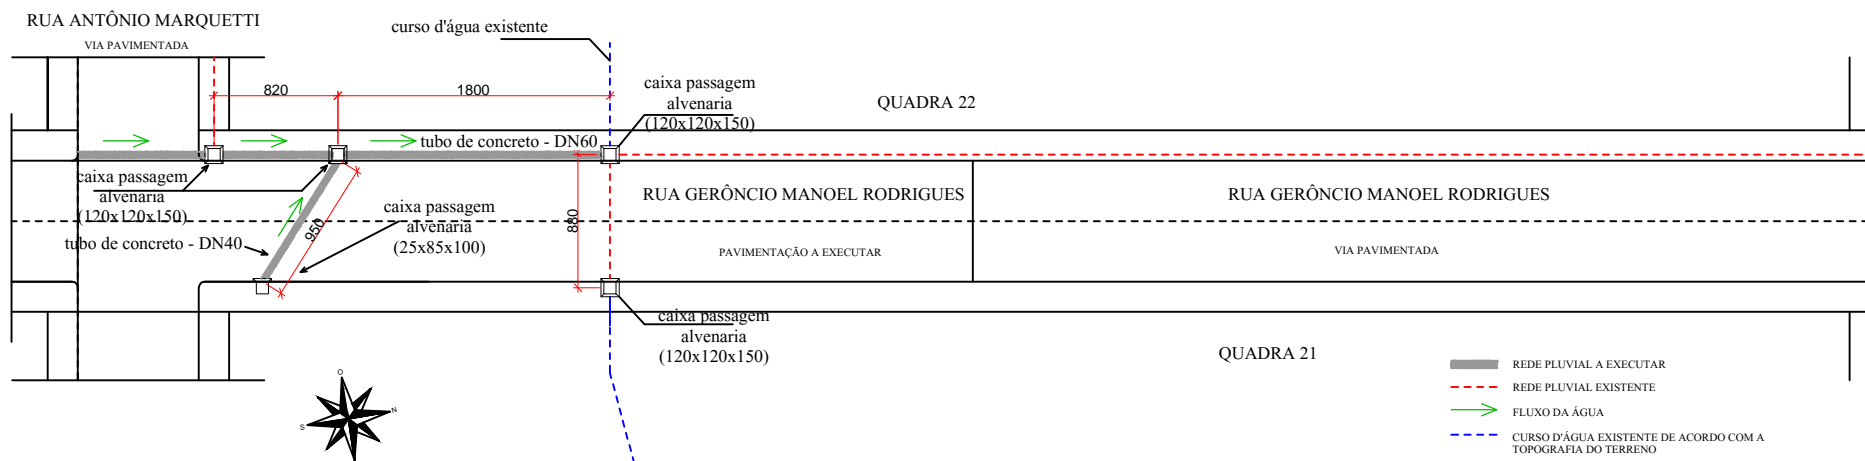 RUA ANTÔNIO MARQUETTI
VIA PAVIMENTADA
curso d'água existente
820
1800
caixa passagem
alvenaria
(120x120x150)
QUADRA 22
tubo de concreto - DN60
caixa passagem
alvenaria
(120x120x150)
tubo de concreto - DN40
950
caixa passagem
alvenaria
(25x85x100)
880
RUA GERÔNCIO MANOEL RODRIGUES
PAVIMENTAÇÃO A EXECUTAR
RUA GERÔNCIO MANOEL RODRIGUES
VIA PAVIMENTADA
caixa passagem
alvenaria
(120x120x150)
QUADRA 21
O
N
S
L
REDE PLUVIAL A EXECUTAR
REDE PLUVIAL EXISTENTE
FLUXO DA ÁGUA
CURSO D'ÁGUA EXISTENTE DE ACORDO COM A
TOPOGRAFIA DO TERRENO